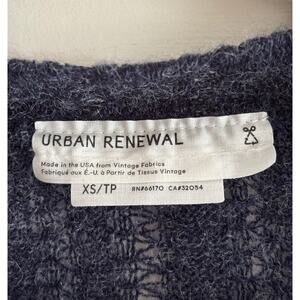 URBAN RENEWAL
Made in the USA from Vintage Fabrics
Fabriqué aux É.-U. à Partir de Tissus Vintage
XS/TP RN#66170 CA#32054